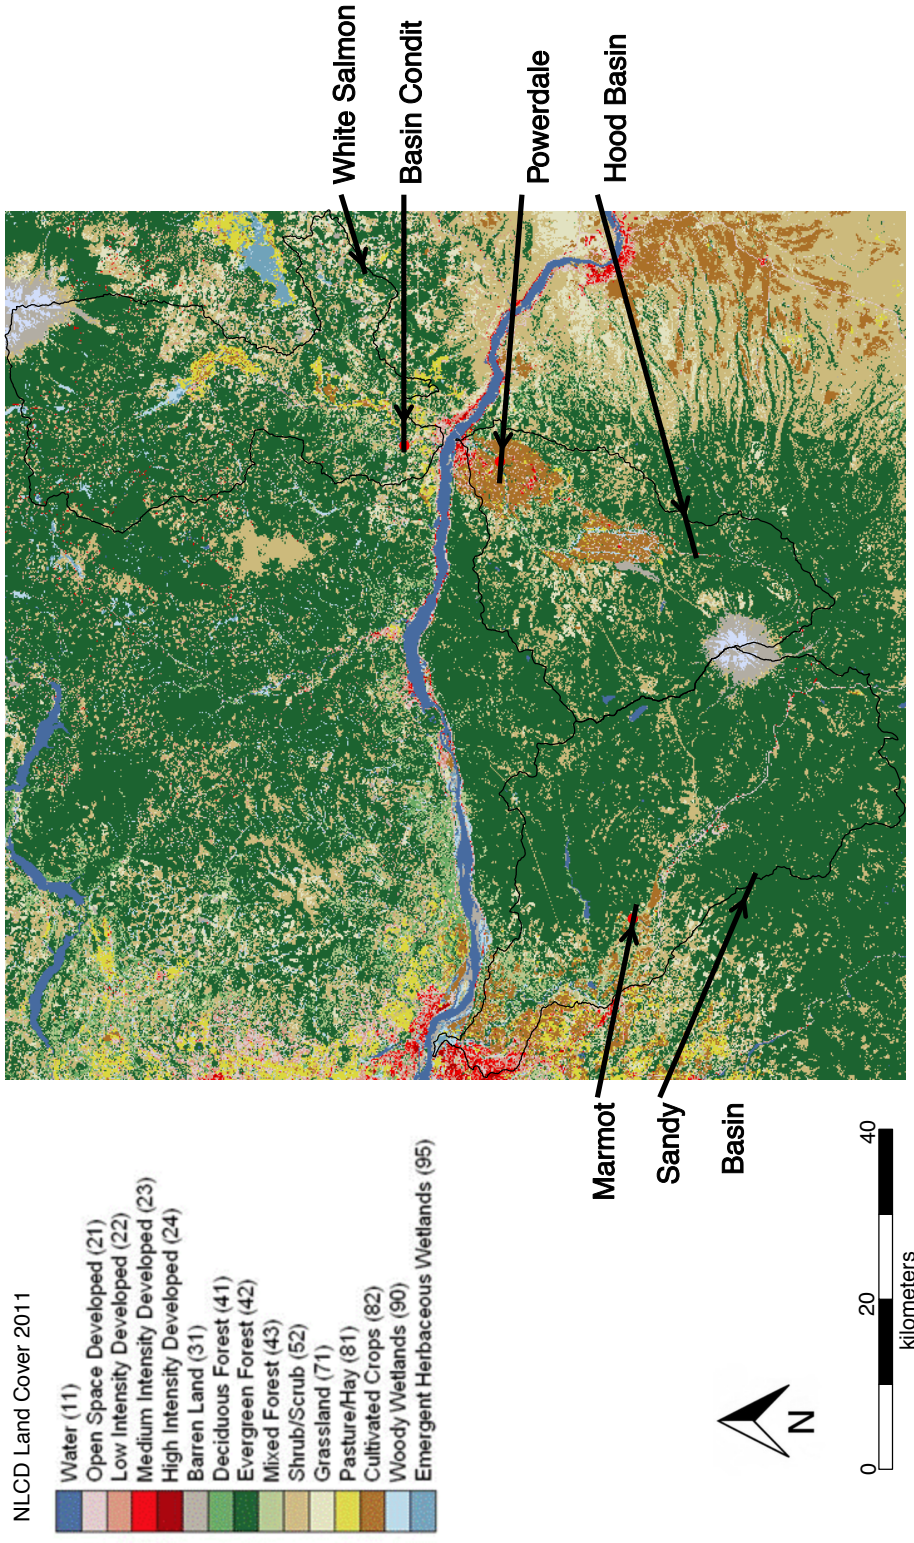 NLCD Land Cover 2011
Water (11)
Open Space Developed (21)
Low Intensity Developed (22)
Medium Intensity Developed (23)
High Intensity Developed (24)
Barren Land (31)
Deciduous Forest (41)
Evergreen Forest (42)
Mixed Forest (43)
Shrub/Scrub (52)
Grassland (71)
Pasture/Hay (81)
Cultivated Crops (82)
Woody Wetlands (90)
Emergent Herbaceous Wetlands (95)
White Salmon
Basin Condit
Powerdale
Hood Basin
Marmot
Sandy
Basin
N
0 20 40
kilometers